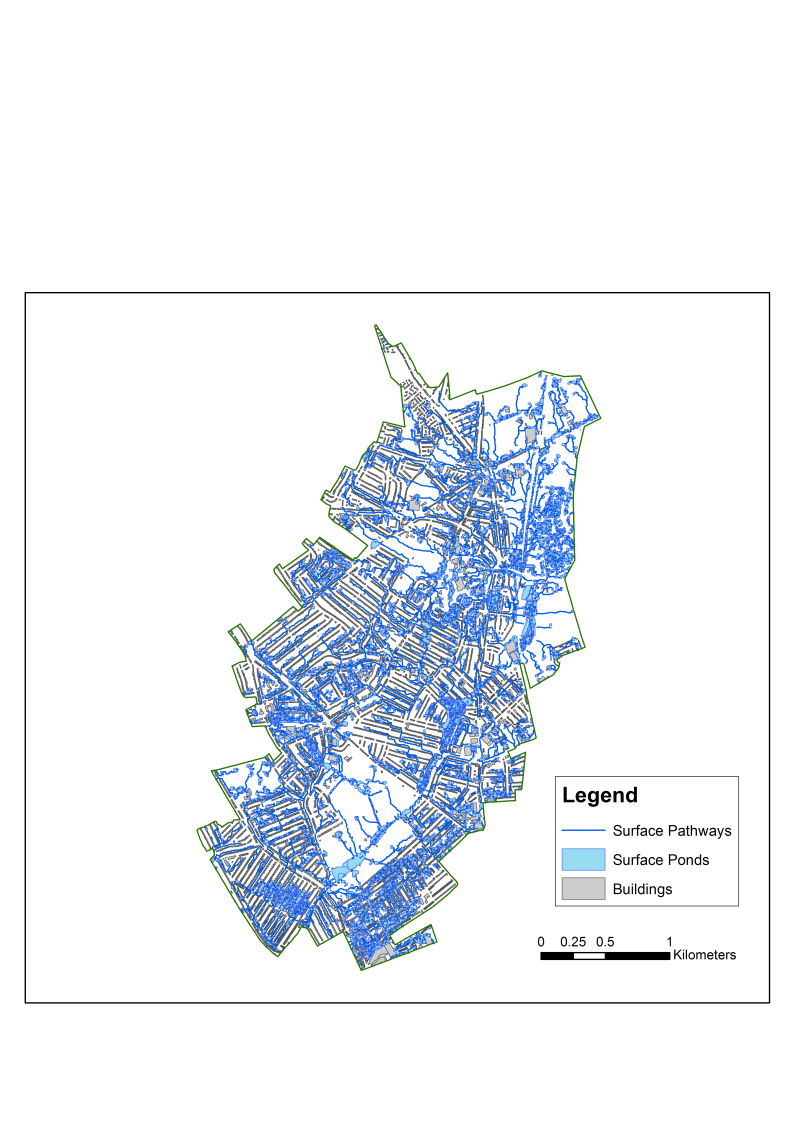 Legend
Surface Pathways
Surface Ponds
Buildings
0 0.25 0.5 1
Kilometers